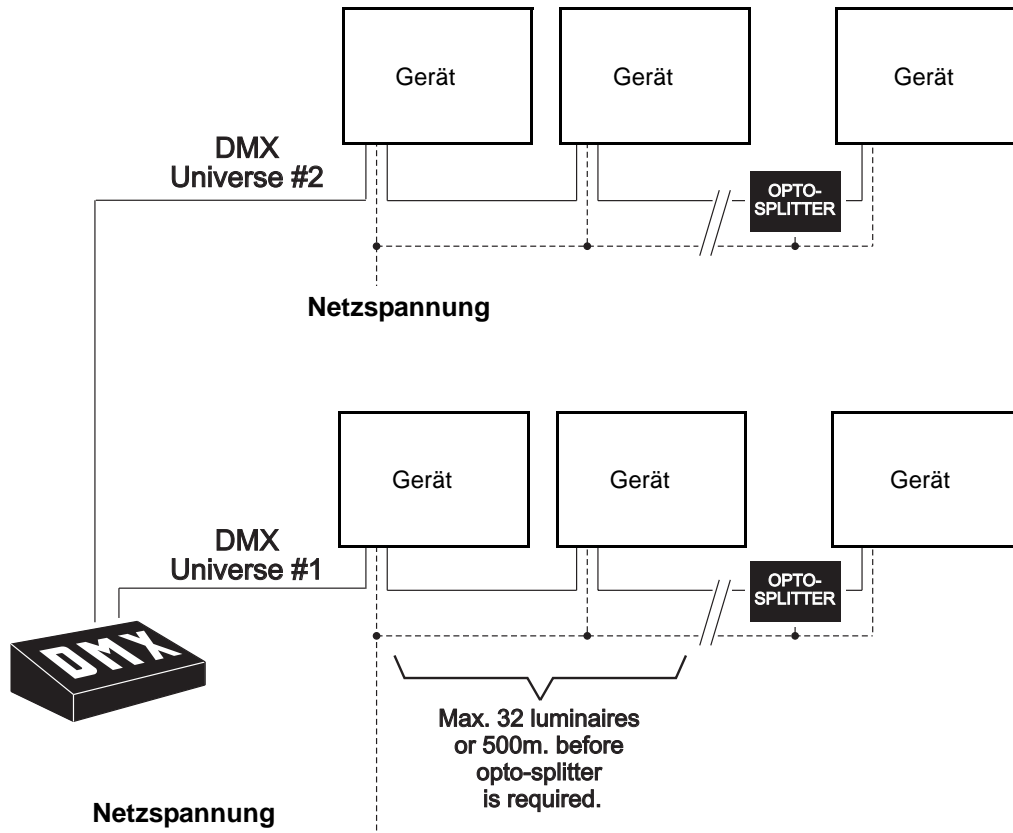 Gerät
Gerät
Gerät
DMX
Universe #2
OPTO-
SPLITTER
Netzspannung
Gerät
Gerät
Gerät
DMX
Universe #1
OPTO-
SPLITTER
DMX
Max. 32 luminaires
or 500m. before
opto-splitter
is required.
Netzspannung